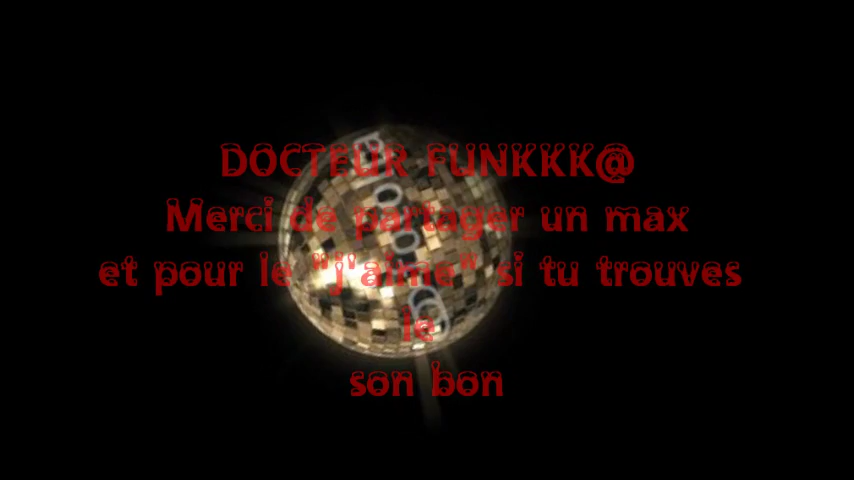 DOCTEUR FUNKKK@
Merci de partager un max
et pour le "j'aime" si tu trouves
le
son bon